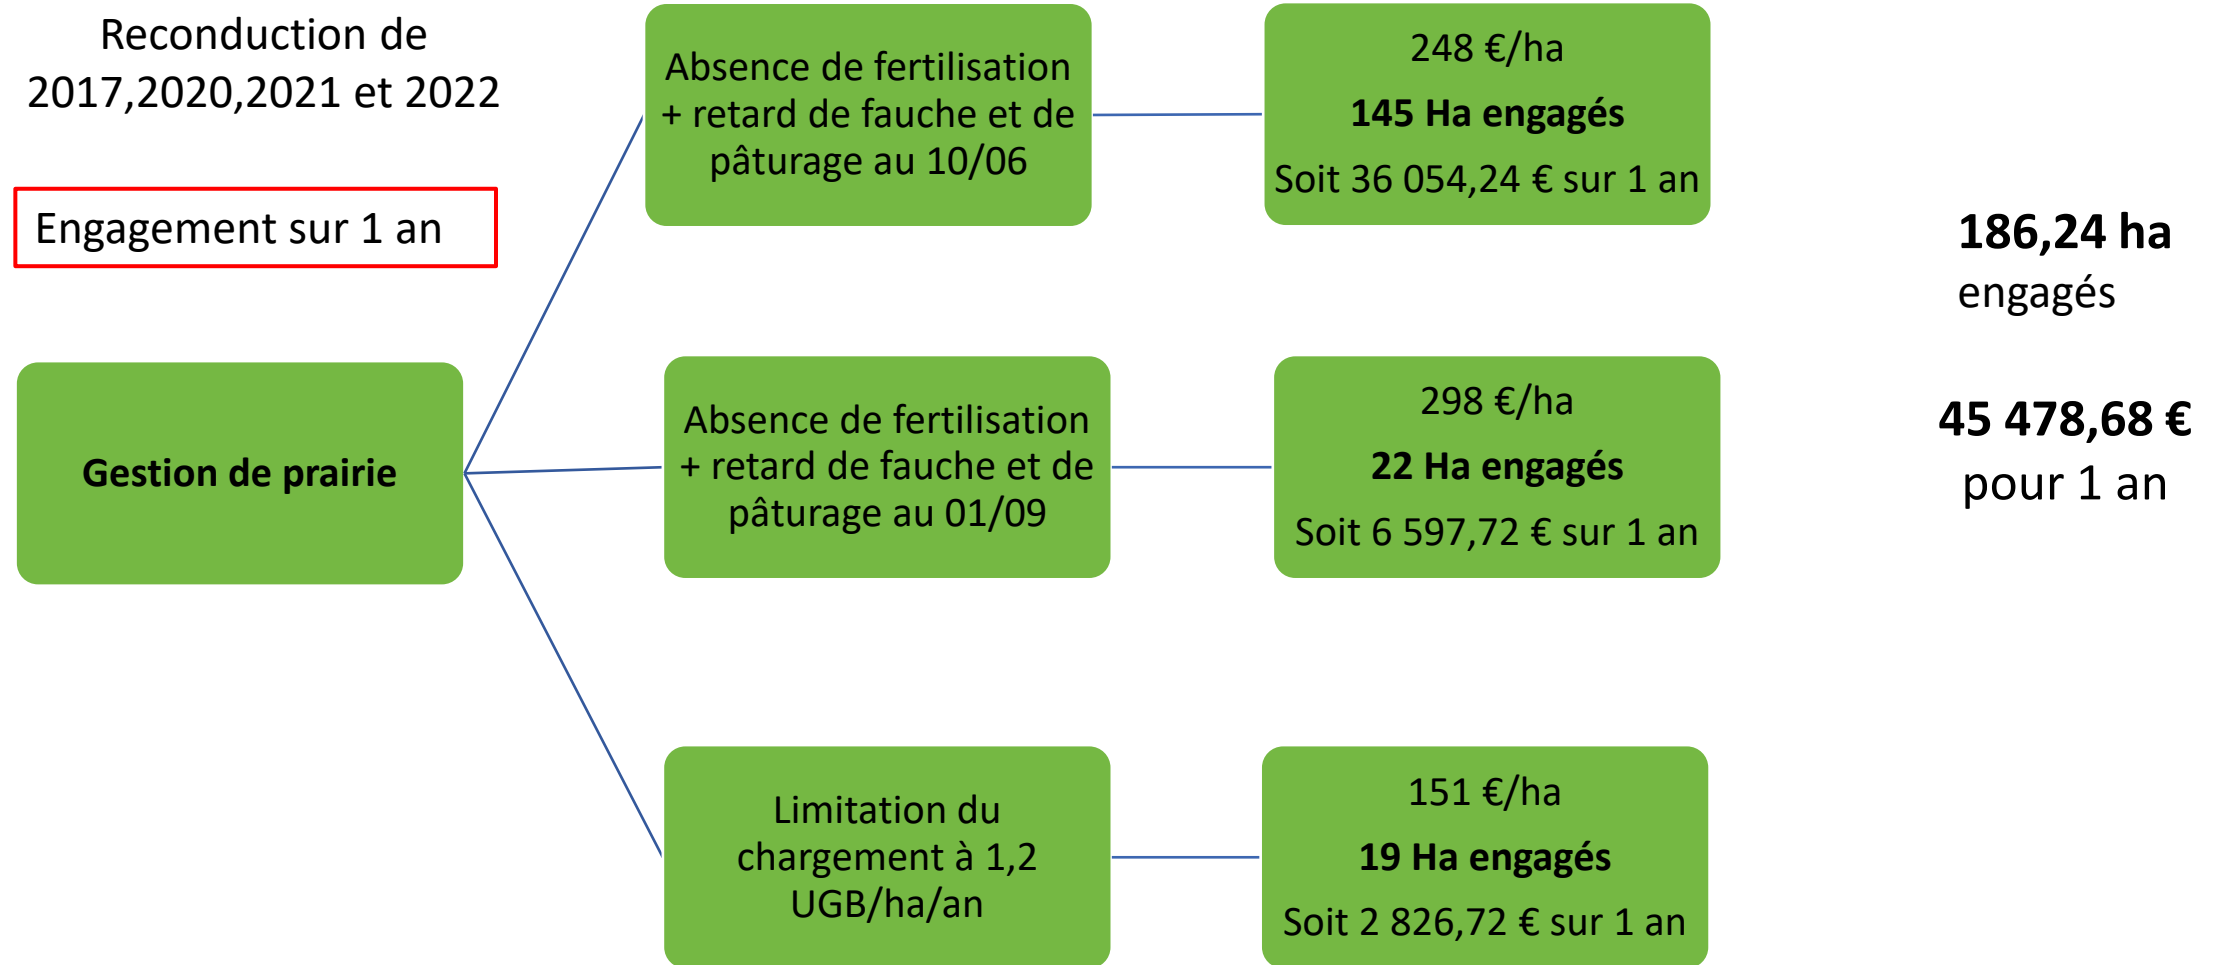 Reconduction de
2017,2020,2021 et 2022
Engagement sur 1 an
Gestion de prairie
Absence de fertilisation
+ retard de fauche et de
pâturage au 10/06
248 €/ha
145 Ha engagés
Soit 36 054,24 € sur 1 an
Absence de fertilisation
+ retard de fauche et de
pâturage au 01/09
298 €/ha
22 Ha engagés
Soit 6 597,72 € sur 1 an
Limitation du
chargement à 1,2
UGB/ha/an
151 €/ha
19 Ha engagés
Soit 2 826,72 € sur 1 an
186,24 ha
engagés
45 478,68 €
pour 1 an